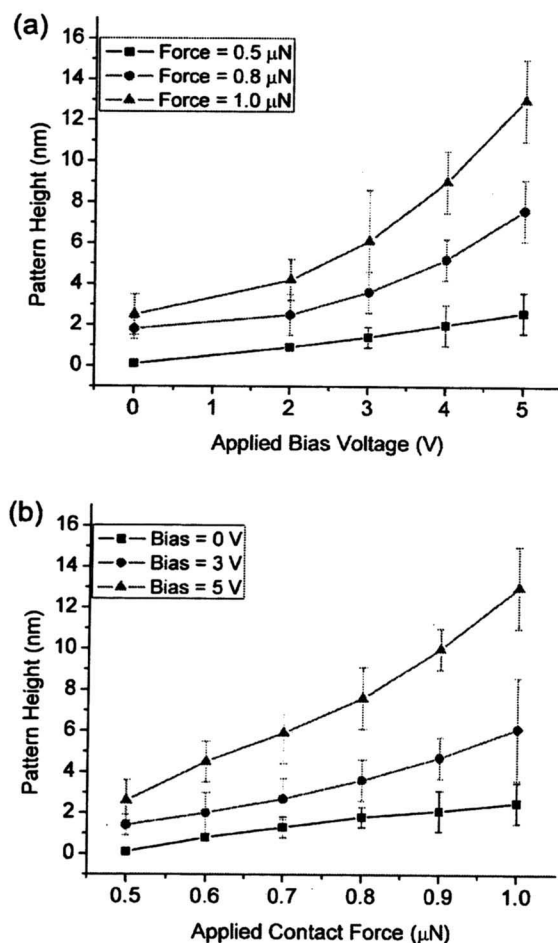 (a)
16
14
12
10
8
6
4
2
0
Pattern Height (nm)
Force = 0.5 μN
Force = 0.8 μN
Force = 1.0 μN
0 1 2 3 4 5
Applied Bias Voltage (V)
(b)
16
14
12
10
8
6
4
2
0
Pattern Height (nm)
Bias = 0 V
Bias = 3 V
Bias = 5 V
0.5 0.6 0.7 0.8 0.9 1.0
Applied Contact Force (μN)